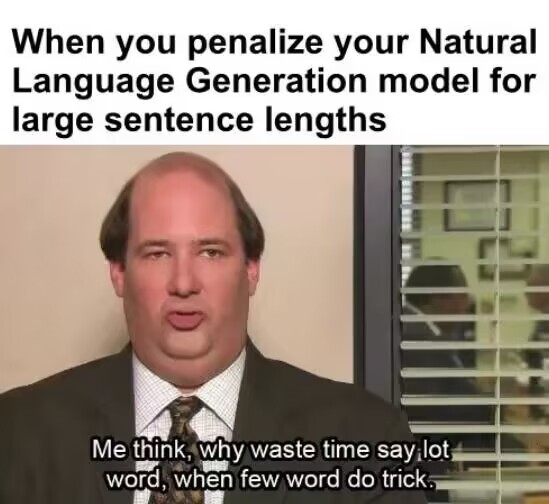 When you penalize your Natural
Language Generation model for
large sentence lengths
Me think, why waste time say lot
word, when few word do trick.